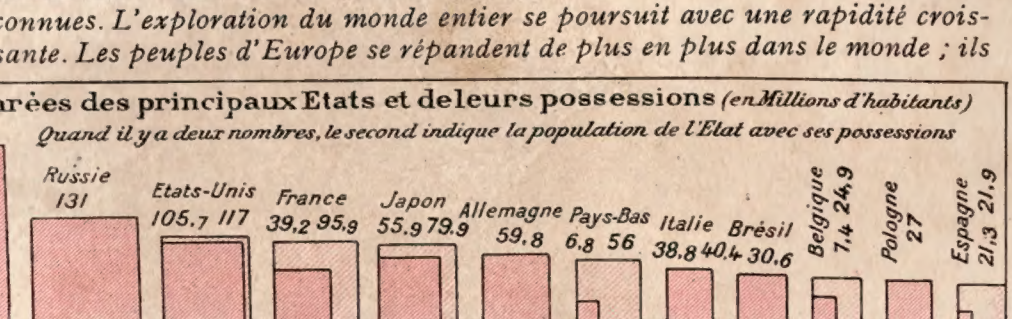 connues. L'exploration du monde entier se poursuit avec une rapidité crois-
sante. Les peuples d'Europe se répandent de plus en plus dans le monde ; ils
arées des principaux Etats et de leurs possessions (en Millions d'habitants)
Quand il y a deux nombres, le second indique la population de l'Etat avec ses possessions
Russie
131
Etats-Unis
105.7 117
France
39,2 95,9
Japon
55.9 79.9
Allemagne
59.8
Pays-Bas
6.8 56
Italie
38.8 40.4
Brésil
30.6
Belgique
7.4 24,9
Pologne
27
Espagne
21.3 21.9